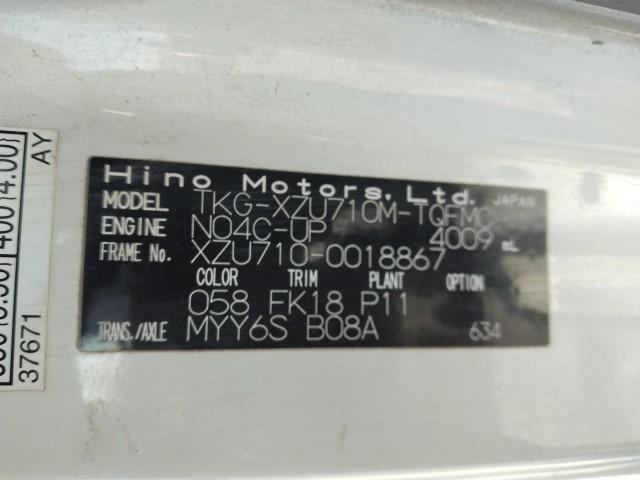 Hino Motors, Ltd. JAPAN
MODEL TKG-XZU710M-TQFMC
ENGINE N04C-UP 4009 mL
FRAME No. XZU710-0018867
COLOR TRIM PLANT OPTION
058 FK18 P11
TRANS./AXLE MYY6S B08A 634
AY
37671